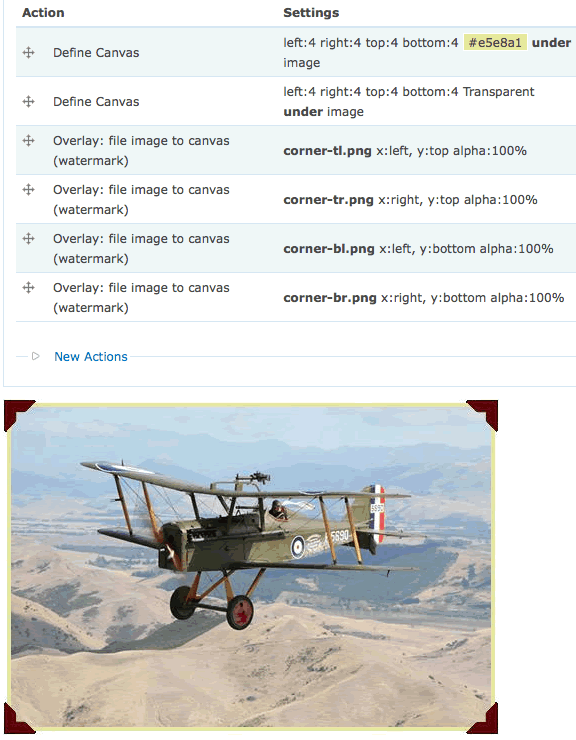 Action Settings
Define Canvas left:4 right:4 top:4 bottom:4 #e5e8a1 under
image
Define Canvas left:4 right:4 top:4 bottom:4 Transparent
under image
Overlay: file image to canvas
(watermark) corner-tl.png x:left, y:top alpha:100%
Overlay: file image to canvas
(watermark) corner-tr.png x:right, y:top alpha:100%
Overlay: file image to canvas
(watermark) corner-bl.png x:left, y:bottom alpha:100%
Overlay: file image to canvas
(watermark) corner-br.png x:right, y:bottom alpha:100%
New Actions